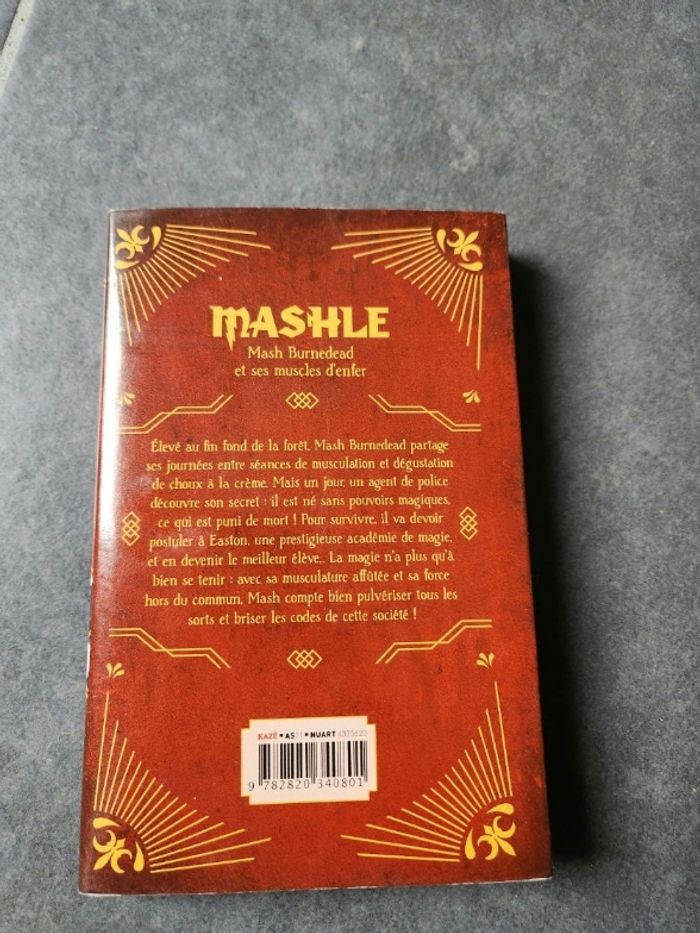 MASHLE
Mash Burnedead
et ses muscles d'enfer
Élevé au fin fond de la forêt, Mash Burnedead partage
ses journées entre séances de musculation et dégustation
de choux à la crème. Mais un jour, un agent de police
découvre son secret : il est né sans pouvoirs magiques,
ce qui est puni de mort ! Pour survivre, il va devoir
postuler à Easton, une prestigieuse académie de magie,
et en devenir le meilleur élève... La magie n'a plus qu'à
bien se tenir : avec sa musculature affûtée et sa force
hors du commun, Mash compte bien pulvériser tous les
sorts et briser les codes de cette société !
KAZÉ • AS11 • NUART
9 782820 340801